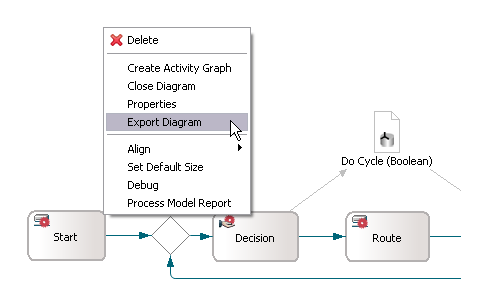 Delete
Create Activity Graph
Close Diagram
Properties
Export Diagram
Align
Set Default Size
Debug
Process Model Report
Do Cycle (Boolean)
Start
Decision
Route